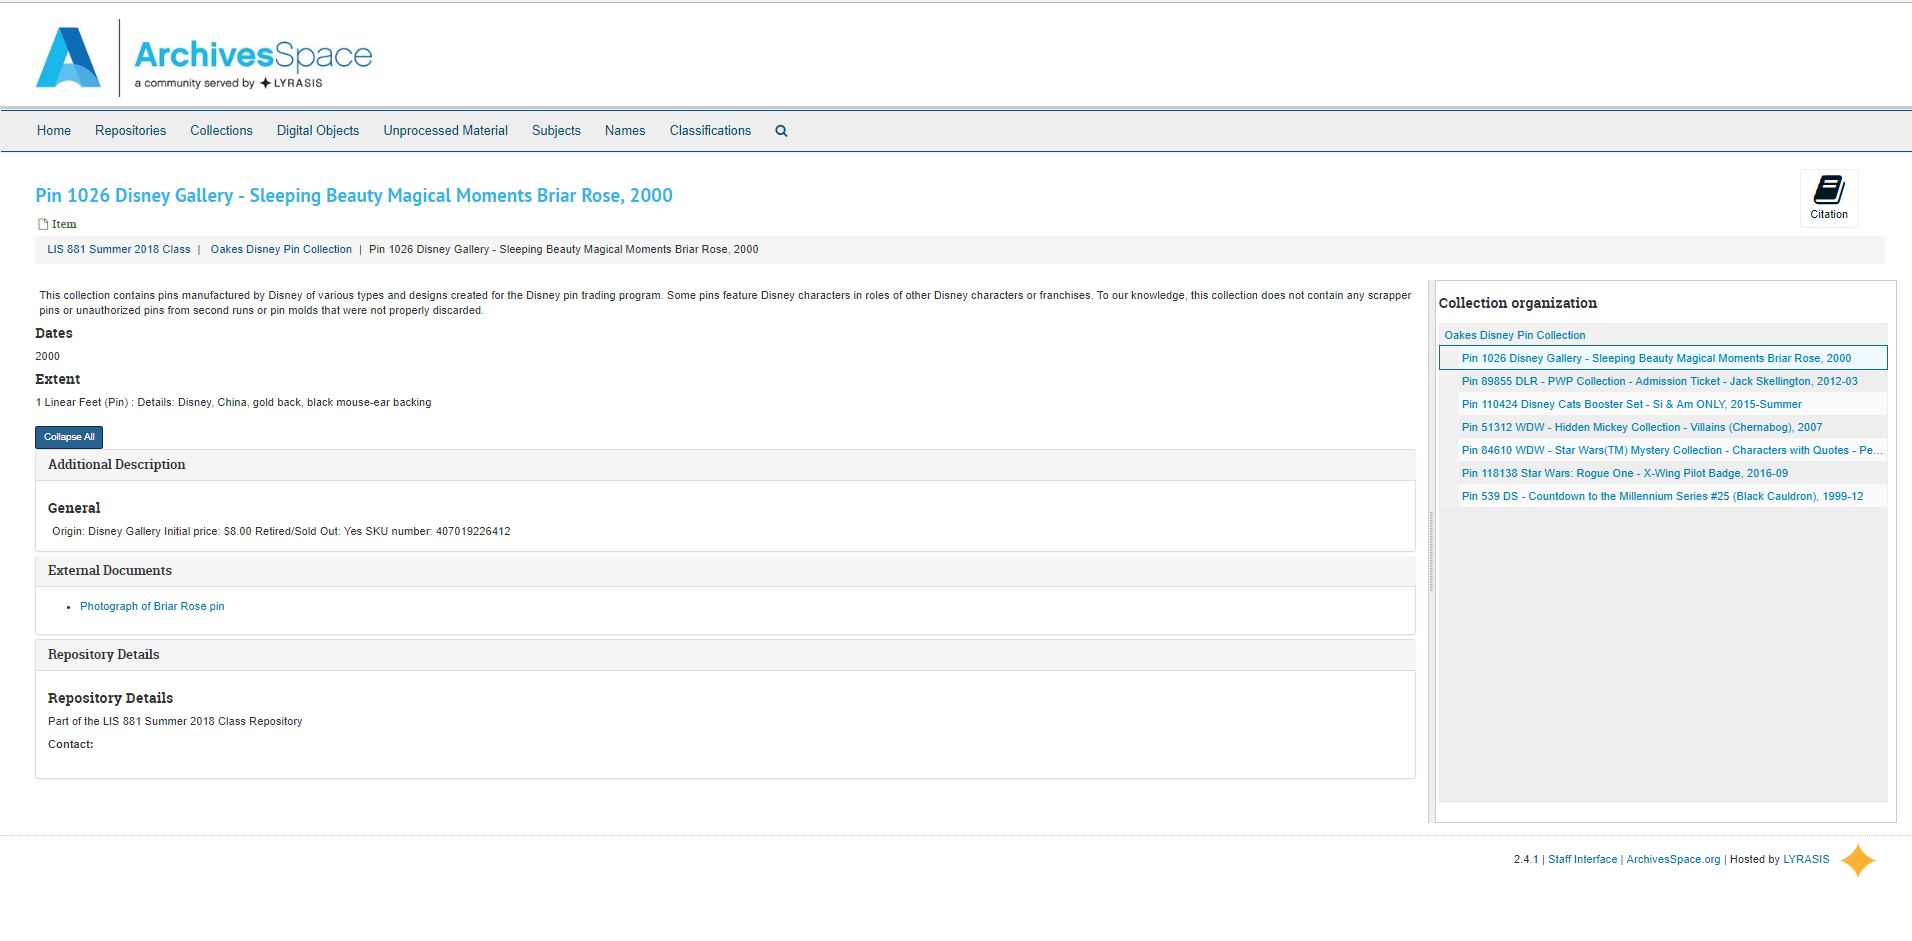 ArchivesSpace
a community served by LYRASIS
Home Repositories Collections Digital Objects Unprocessed Material Subjects Names Classifications
Pin 1026 Disney Gallery - Sleeping Beauty Magical Moments Briar Rose, 2000
Citation
Item
LIS 881 Summer 2018 Class | Oakes Disney Pin Collection | Pin 1026 Disney Gallery - Sleeping Beauty Magical Moments Briar Rose, 2000
This collection contains pins manufactured by Disney of various types and designs created for the Disney pin trading program. Some pins feature Disney characters in roles of other Disney characters or franchises. To our knowledge, this collection does not contain any scrapper
pins or unauthorized pins from second runs or pin molds that were not properly discarded.
Dates
2000
Extent
1 Linear Feet (Pin) : Details: Disney, China, gold back, black mouse-ear backing
Collapse All
Additional Description
General
Origin: Disney Gallery Initial price: $8.00 Retired/Sold Out: Yes SKU number: 407019226412
External Documents
• Photograph of Briar Rose pin
Repository Details
Repository Details
Part of the LIS 881 Summer 2018 Class Repository
Contact:
Collection organization
Oakes Disney Pin Collection
Pin 1026 Disney Gallery - Sleeping Beauty Magical Moments Briar Rose, 2000
Pin 89855 DLR - PWP Collection - Admission Ticket - Jack Skellington, 2012-03
Pin 110424 Disney Cats Booster Set - Si & Am ONLY, 2015-Summer
Pin 51312 WDW - Hidden Mickey Collection - Villains (Chernabog), 2007
Pin 84610 WDW - Star Wars(TM) Mystery Collection - Characters with Quotes - Pe...
Pin 118138 Star Wars: Rogue One - X-Wing Pilot Badge, 2016-09
Pin 539 DS - Countdown to the Millennium Series #25 (Black Cauldron), 1999-12
2.4.1 | Staff Interface | ArchivesSpace.org | Hosted by LYRASIS